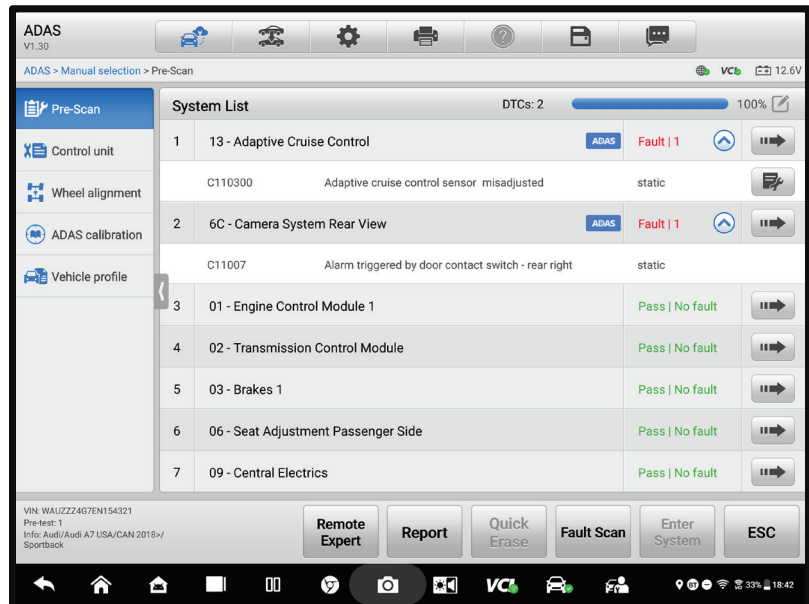 ADAS
V1.30
ADAS > Manual selection > Pre-Scan
VCI 12.6V
Pre-Scan
Control unit
Wheel alignment
ADAS calibration
Vehicle profile
System List DTCs: 2 100%
1 13 - Adaptive Cruise Control ADAS Fault | 1
C110300 Adaptive cruise control sensor misadjusted static
2 6C - Camera System Rear View ADAS Fault | 1
C11007 Alarm triggered by door contact switch - rear right static
3 01 - Engine Control Module 1 Pass | No fault
4 02 - Transmission Control Module Pass | No fault
5 03 - Brakes 1 Pass | No fault
6 06 - Seat Adjustment Passenger Side Pass | No fault
7 09 - Central Electrics Pass | No fault
VIN: WAUZZZ4G7EN154321
Pre-test: 1
Info: Audi/Audi A7 USA/CAN 2018>/
Sportback
Remote
Expert
Report
Quick
Erase
Fault Scan
Enter
System
ESC
VCI BT 33% 18:42